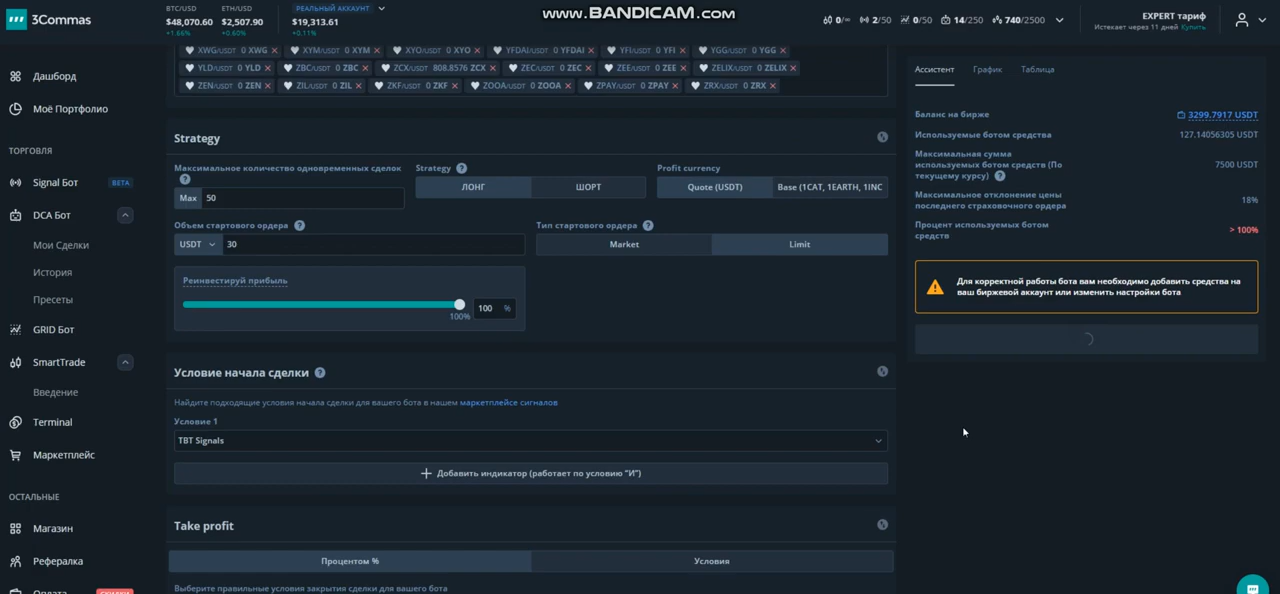 3Commas
BTC/USD
$48,070.60
+1.66%
ETH/USD
$2,507.90
+0.60%
РЕАЛЬНЫЙ АККАУНТ
$19,313.61
+0.11%
www.BANDICAM.com
0/∞
2/50
0/50
14/250
740/2500
EXPERT тариф
Истекает через 11 дней Купить
Дашборд
Моё Портфолио
ТОРГОВЛЯ
Signal Бот BETA
DCA Бот
Мои Сделки
История
Пресеты
GRID Бот
SmartTrade
Введение
Terminal
Маркетплейс
ОСТАЛЬНЫЕ
Магазин
Рефералка
Оплата
XWG/USDT 0 XWG × XYM/USDT 0 XYM × XYO/USDT 0 XYO × YFDAI/USDT 0 YFDAI × YFI/USDT 0 YFI × YGG/USDT 0 YGG ×
YLD/USDT 0 YLD × ZBC/USDT 0 ZBC × ZCX/USDT 808.8576 ZCX × ZEC/USDT 0 ZEC × ZEE/USDT 0 ZEE × ZELIX/USDT 0 ZELIX ×
ZEN/USDT 0 ZEN × ZIL/USDT 0 ZIL × ZKF/USDT 0 ZKF × ZOOA/USDT 0 ZOOA × ZPAY/USDT 0 ZPAY × ZRX/USDT 0 ZRX ×
Strategy
Максимальное количество одновременных сделок
?
Max 50
Strategy ?
ЛОНГ ШОРТ
Profit currency
Quote (USDT) Base (1CAT, 1EARTH, 1INC
Объем стартового ордера ?
USDT 30
Тип стартового ордера ?
Market Limit
Реинвестируй прибыль
100%
100 %
Условие начала сделки ?
Найдите подходящие условия начала сделки для вашего бота в нашем маркетплейсе сигналов
Условие 1
TBT Signals
+ Добавить индикатор (работает по условию "И")
Take profit
Процентом % Условия
Выберите правильные условия закрытия сделки для вашего бота
Ассистент График Таблица
Баланс на бирже 3299.7917 USDT
Используемые ботом средства 127.14056305 USDT
Максимальная сумма
используемых ботом средств (По
текущему курсу) ? 7500 USDT
Максимальное отклонение цены
последнего страховочного ордера 18%
Процент используемых ботом
средств > 100%
Для корректной работы бота вам необходимо добавить средства на
ваш биржевой аккаунт или изменить настройки бота